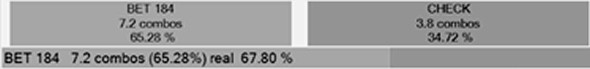 BET 184
7.2 combos
65.28 %
CHECK
3.8 combos
34.72 %
BET 184 7.2 combos (65.28%) real 67.80 %